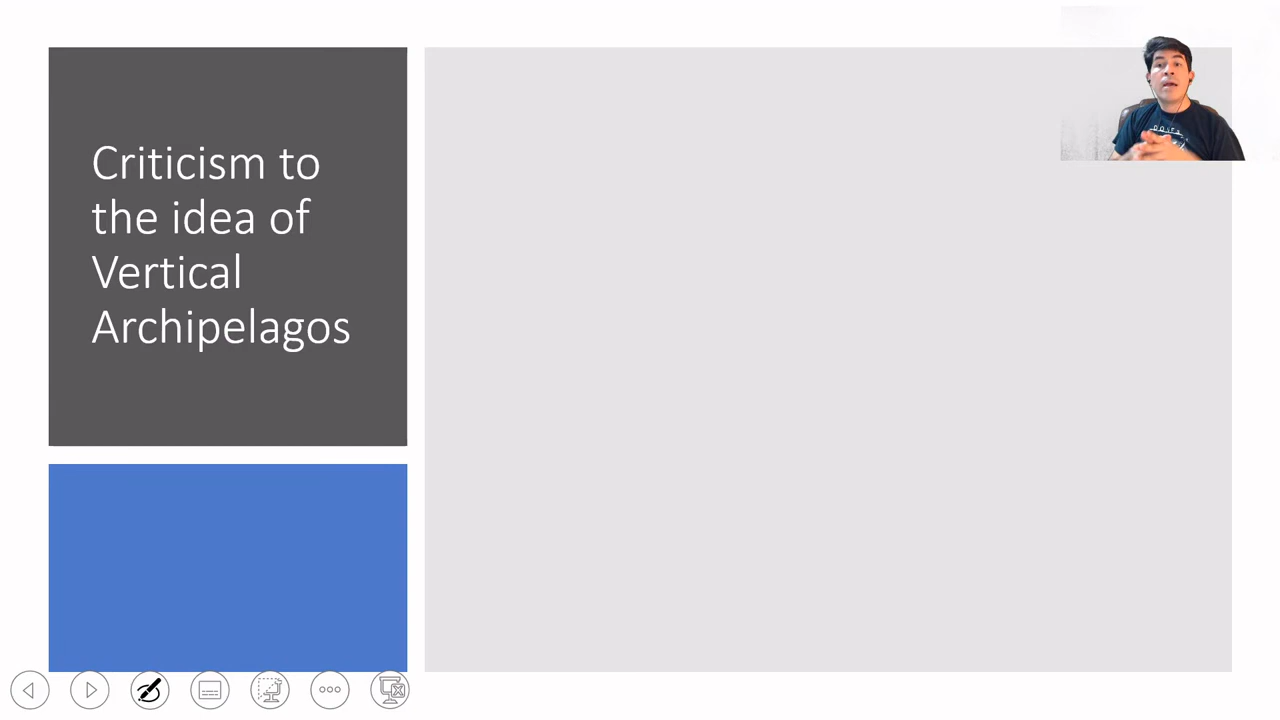 Criticism to
the idea of
Vertical
Archipelagos